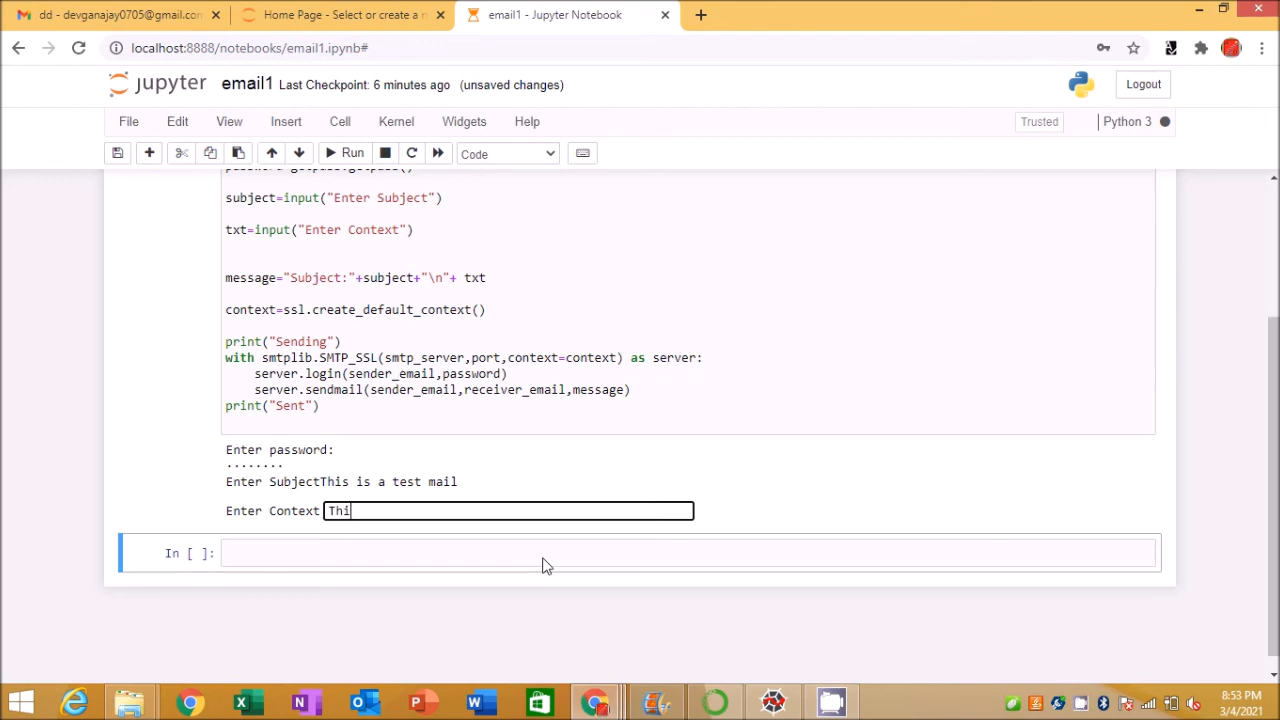 dd - devganajay0705@gmail.com
Home Page - Select or create a n
email1 - Jupyter Notebook
localhost:8888/notebooks/email1.ipynb#
jupyter email1 Last Checkpoint: 6 minutes ago (unsaved changes)
Logout
File Edit View Insert Cell Kernel Widgets Help
Trusted
Python 3
Run
Code
subject=input("Enter Subject")
txt=input("Enter Context")
message="Subject:"+subject+"\n"+ txt
context=ssl.create_default_context()
print("Sending")
with smtplib.SMTP_SSL(smtp_server,port,context=context) as server:
server.login(sender_email,password)
server.sendmail(sender_email,receiver_email,message)
print("Sent")
Enter password:
········
Enter SubjectThis is a test mail
Enter Context Thi
In [ ]:
8:53 PM
3/4/2021